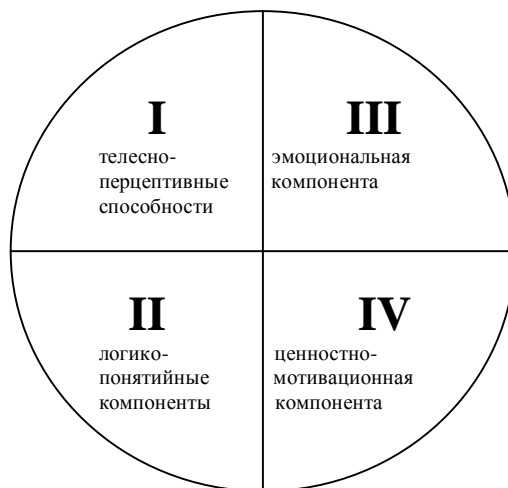 I
телесно-
перцептивные
способности
III
эмоциональная
компонента
II
логико-
понятийные
компоненты
IV
ценностно-
мотивационная
компонента